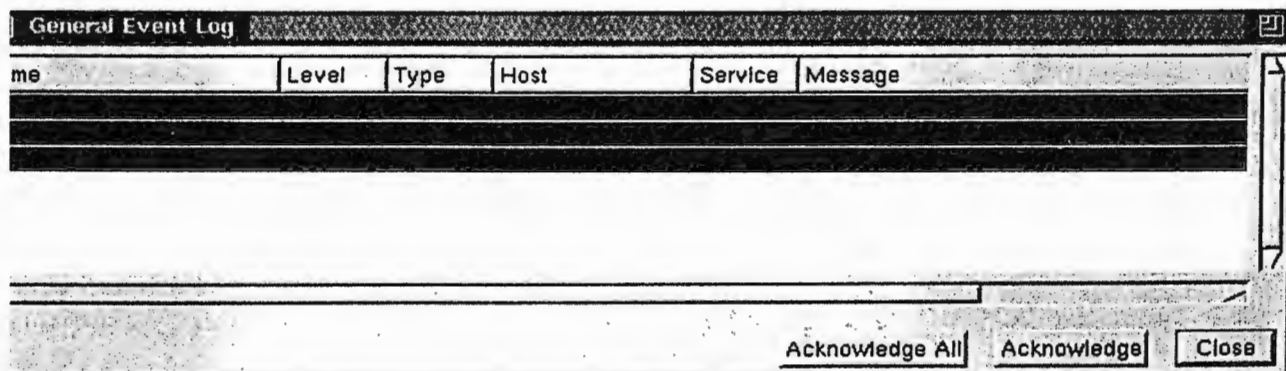 General Event Log
me Level Type Host Service Message
Acknowledge All Acknowledge Close